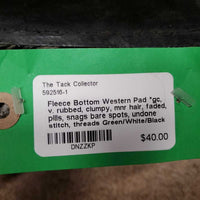 The Tack Collector
592516-1
Fleece Bottom Western Pad *gc,
v. rubbed, clumpy, mnr hair, faded,
pills, snags bare spots, undone
stitch, threads Green/White/Black
$40.00
DNZZKP